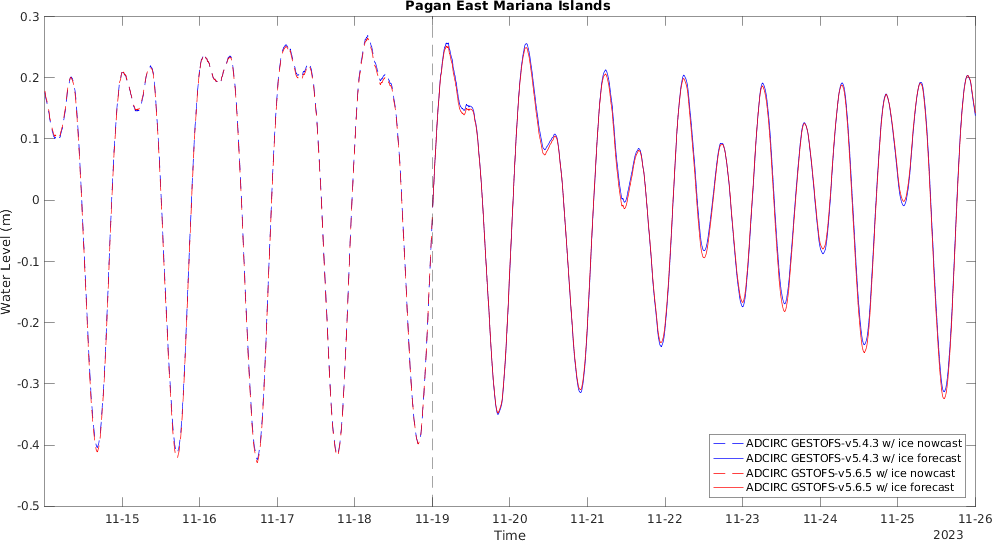 Pagan East Mariana Islands
0.3
0.2
0.1
0
-0.1
-0.2
-0.3
-0.4
-0.5
Water Level (m)
ADCIRC GESTOFS-v5.4.3 w/ ice nowcast
ADCIRC GESTOFS-v5.4.3 w/ ice forecast
ADCIRC GSTOFS-v5.6.5 w/ ice nowcast
ADCIRC GSTOFS-v5.6.5 w/ ice forecast
11-15 11-16 11-17 11-18 11-19 11-20 11-21 11-22 11-23 11-24 11-25 11-26
Time
2023